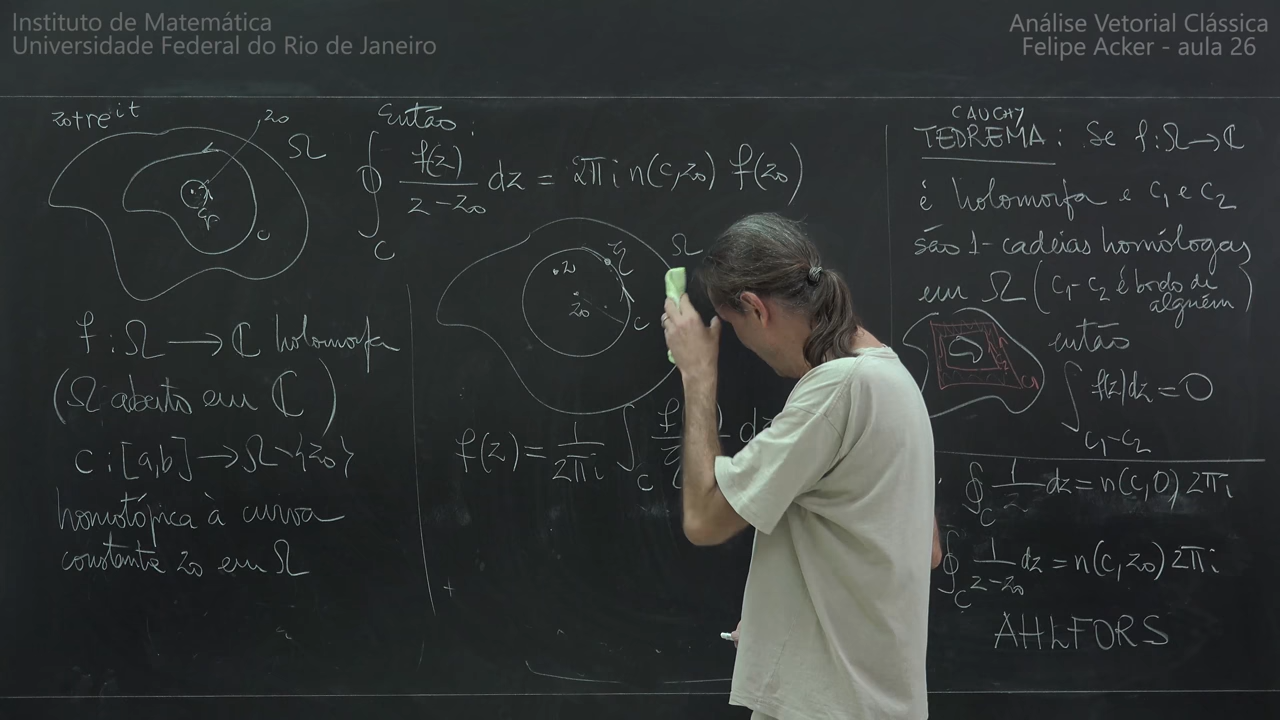 Instituto de Matemática
Universidade Federal do Rio de Janeiro
Análise Vetorial Clássica
Felipe Acker - aula 26
z₀+re^{it}
z₀
Ω
C
f : Ω → ℂ holomorfa
(Ω aberto em ℂ)
c : [a,b] → Ω-{z₀}
homotópica à curva
constante z₀ em Ω
Então:
∮_C f(z)/(z-z₀) dz = 2πi n(c,z₀) f(z₀)
Ω
z
z₀
C
f(z) = 1/2πi ∫_C
CAUCHY
TEOREMA: Se f: Ω → ℂ
é holomorfa e c₁ e c₂
são 1-cadeias homólogas
em Ω (c₁-c₂ é bordo de
alguém)
então
∫_{c₁-c₂} f(z)dz = 0
∮_C 1/z dz = n(c,0) 2πi
∮_C 1/(z-z₀) dz = n(c,z₀) 2πi
AHLFORS